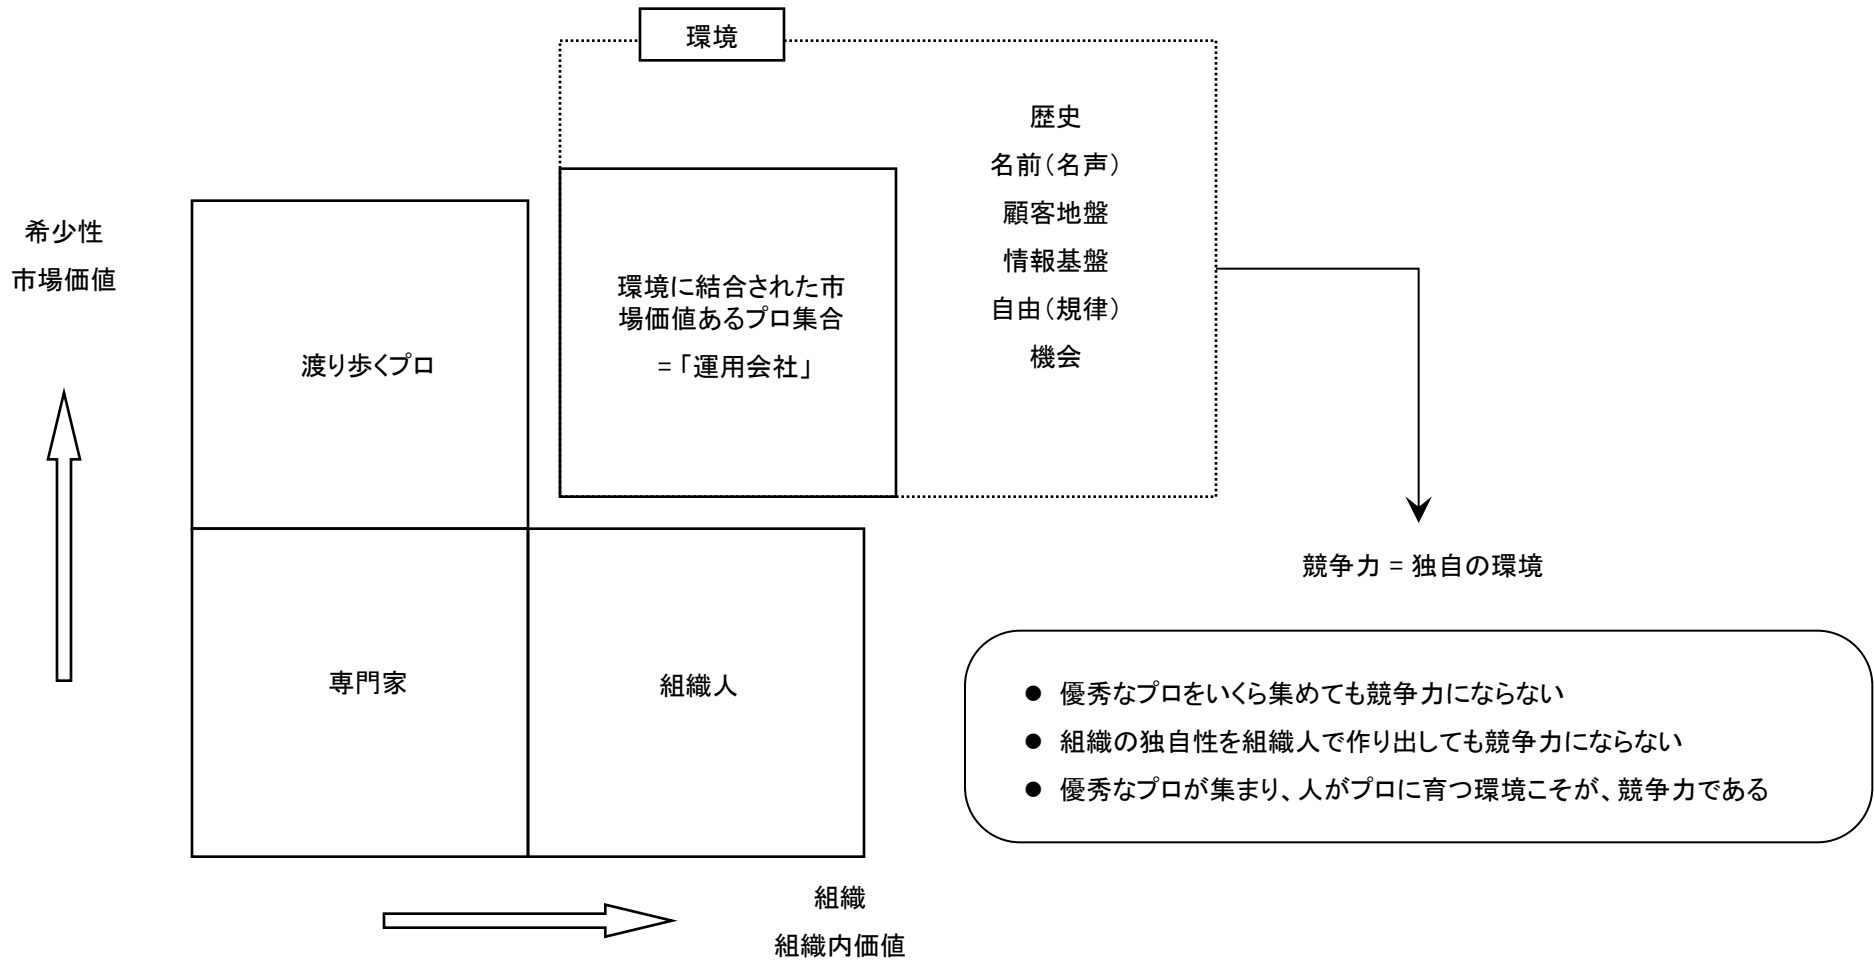 環境
歴史
名前（名声）
顧客地盤
情報基盤
自由（規律）
機会
希少性
市場価値
環境に結合された市
場価値あるプロ集合
=「運用会社」
渡り歩くプロ
専門家
組織人
競争力 = 独自の環境
● 優秀なプロをいくら集めても競争力にならない
● 組織の独自性を組織人で作り出しても競争力にならない
● 優秀なプロが集まり、人がプロに育つ環境こそが、競争力である
組織
組織内価値